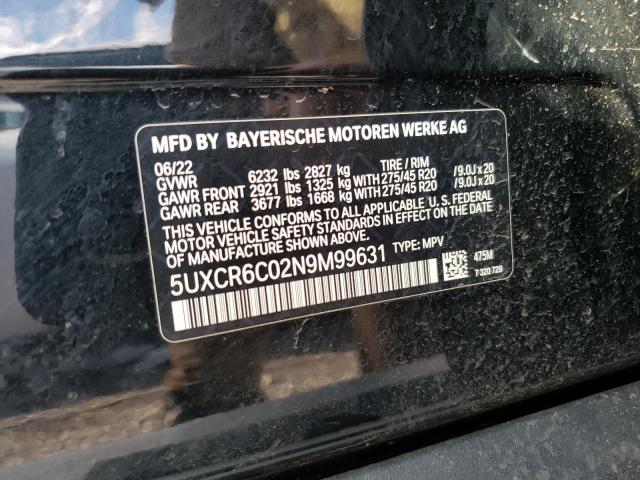 MFD BY BAYERISCHE MOTOREN WERKE AG
06/22 TIRE / RIM
GVWR 6232 lbs 2827 kg
GAWR FRONT 2921 lbs 1325 kg WITH 275/45 R20 /9.0J x 20
GAWR REAR 3677 lbs 1668 kg WITH 275/45 R20 /9.0J x 20
THIS VEHICLE CONFORMS TO ALL APPLICABLE U. S. FEDERAL
MOTOR VEHICLE SAFETY STANDARDS IN EFFECT ON THE
DATE OF MANUFACTURE SHOWN ABOVE.
5UXCR6C02N9M99631 TYPE: MPV
475M
7 320 729